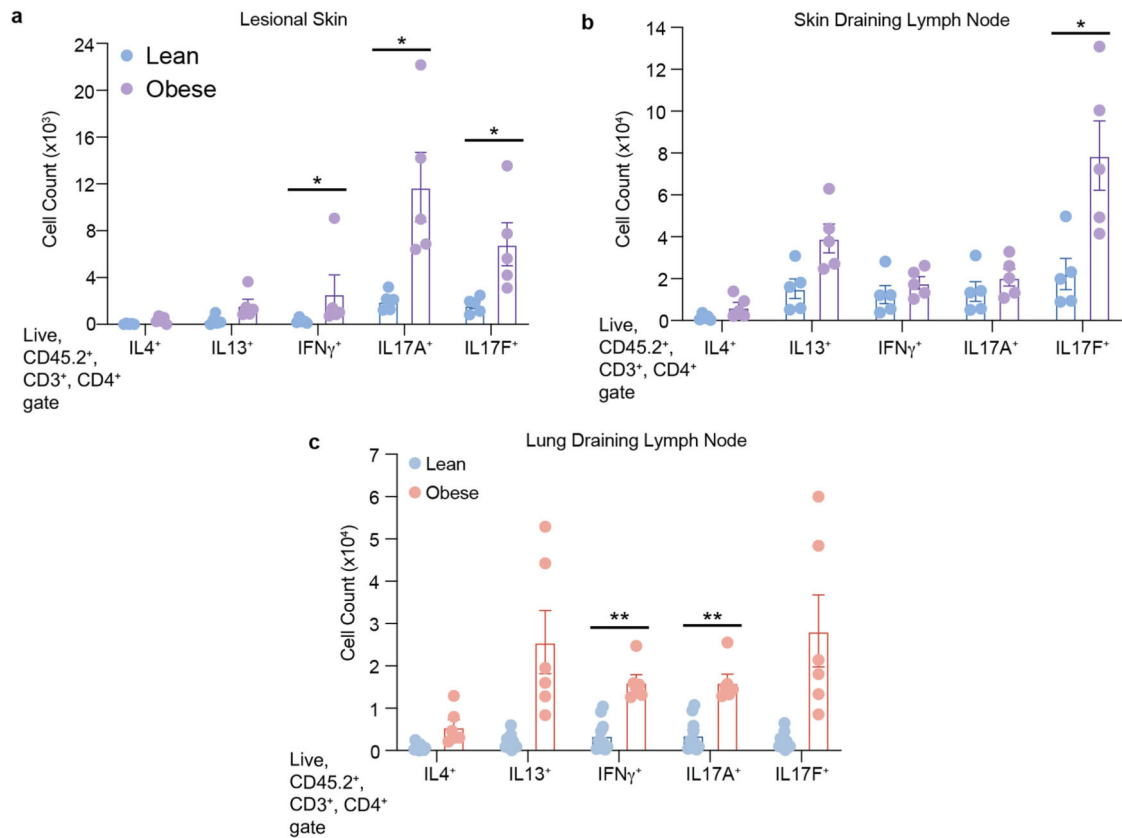 a
Lesional Skin
Cell Count (x10³)
24
20
16
12
8
4
0
Lean
Obese
*
*
*
IL4⁺
IL13⁺
IFNγ⁺
IL17A⁺
IL17F⁺
Live,
CD45.2⁺,
CD3⁺, CD4⁺
gate
b
Skin Draining Lymph Node
Cell Count (x10⁴)
14
12
10
8
6
4
2
0
*
IL4⁺
IL13⁺
IFNγ⁺
IL17A⁺
IL17F⁺
Live,
CD45.2⁺,
CD3⁺, CD4⁺
gate
c
Lung Draining Lymph Node
Cell Count (x10⁴)
7
6
5
4
3
2
1
0
Lean
Obese
**
**
IL4⁺
IL13⁺
IFNγ⁺
IL17A⁺
IL17F⁺
Live,
CD45.2⁺,
CD3⁺, CD4⁺
gate